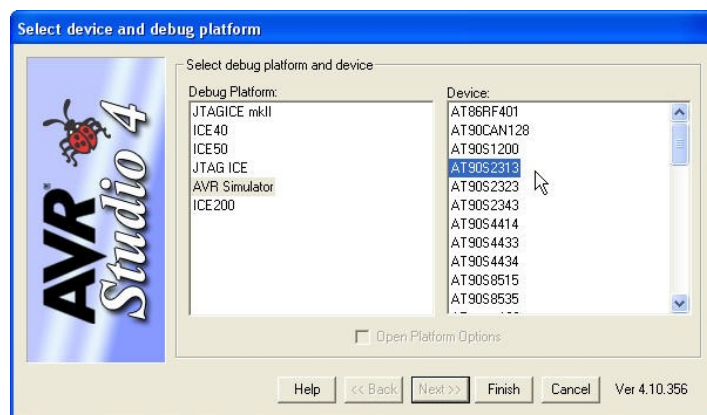 Select device and debug platform
AVR
Studio 4
Select debug platform and device
Debug Platform:
JTAGICE mkII
ICE40
ICE50
JTAG ICE
AVR Simulator
ICE200
Device:
AT86RF401
AT90CAN128
AT90S1200
AT90S2313
AT90S2323
AT90S2343
AT90S4414
AT90S4433
AT90S4434
AT90S8515
AT90S8535
Open Platform Options
Help
<< Back
Next >>
Finish
Cancel
Ver 4.10.356